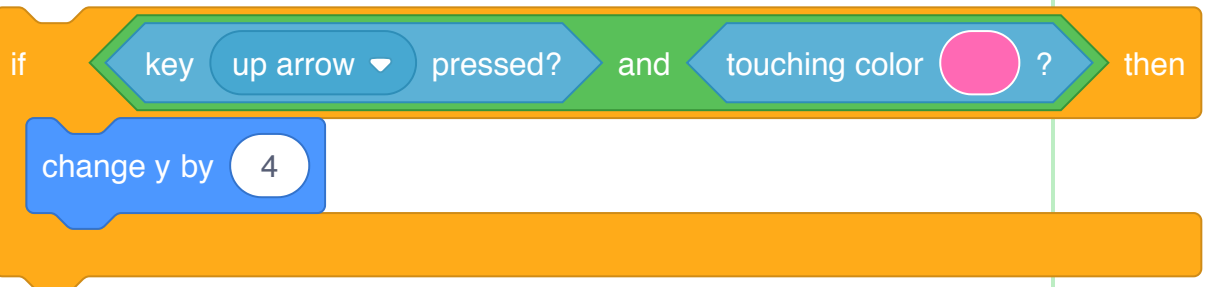 if key up arrow pressed? and touching color ? then
change y by 4